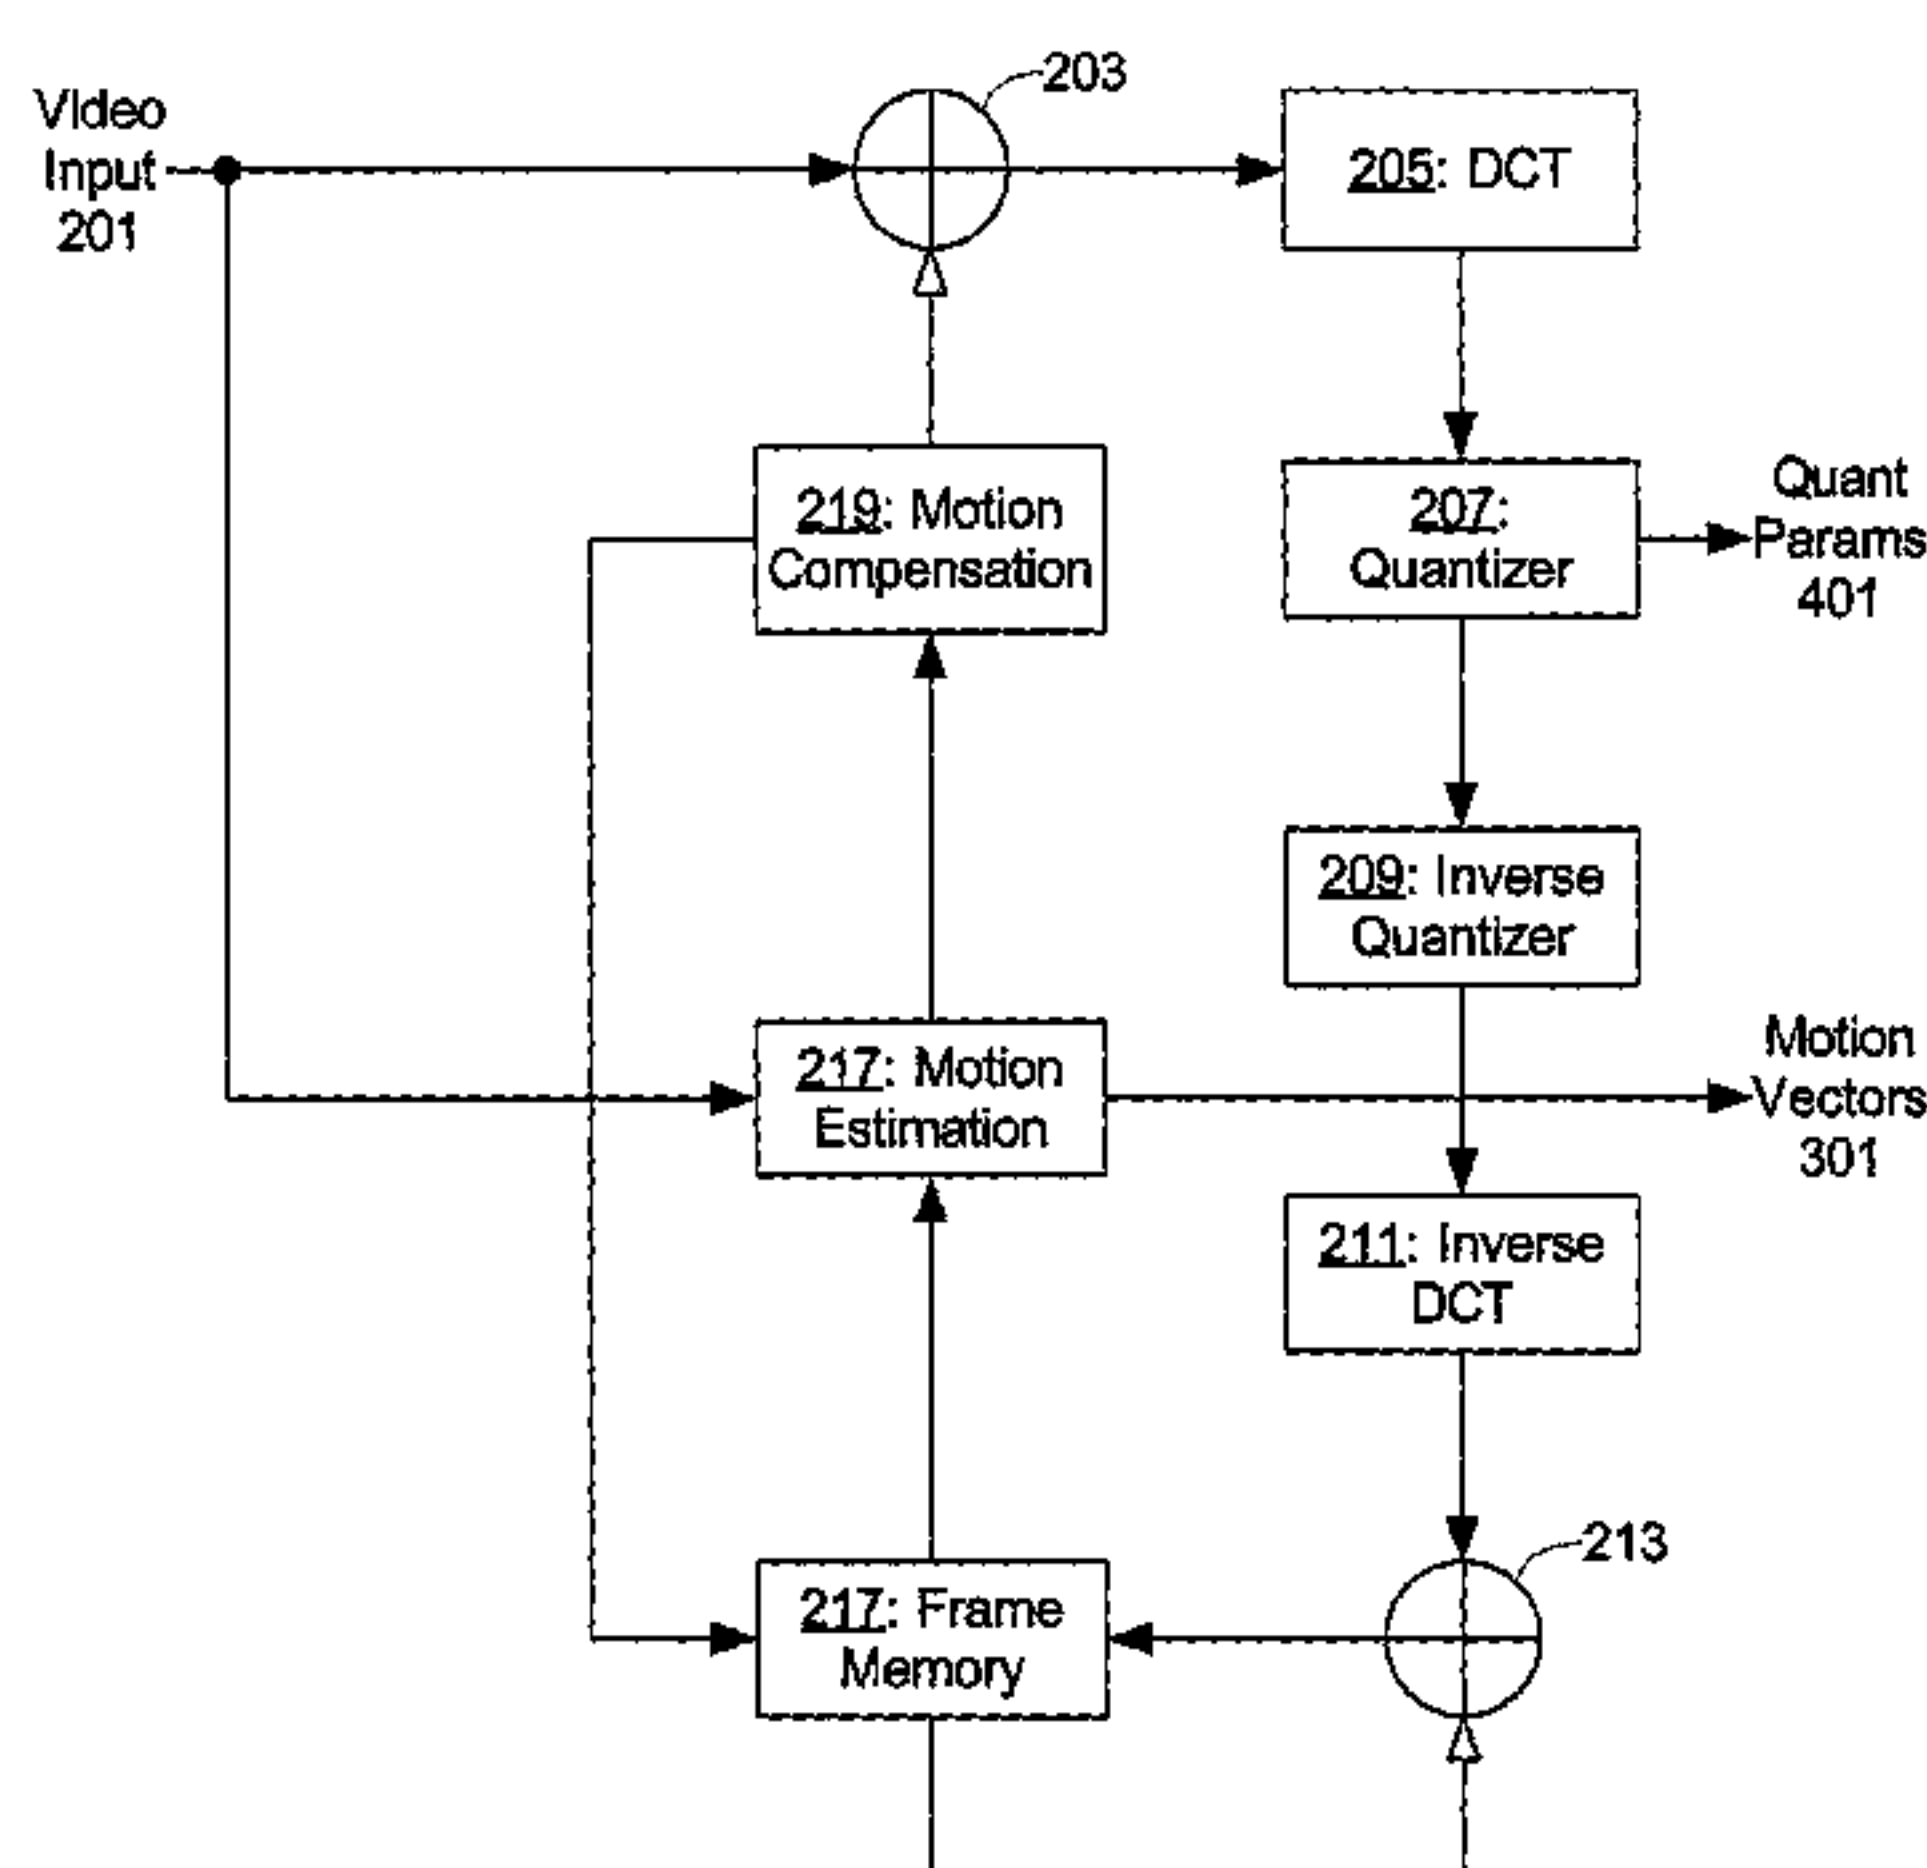 203
Video
Input
201
205: DCT
219: Motion
Compensation
207:
Quantizer
Quant
Params
401
209: Inverse
Quantizer
217: Motion
Estimation
Motion
Vectors
301
211: Inverse
DCT
213
217: Frame
Memory